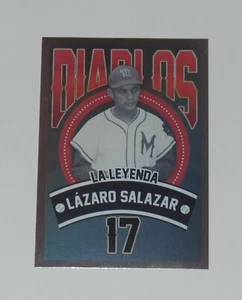 DIABLOS
M
M
LA LEYENDA
LÁZARO SALAZAR
17